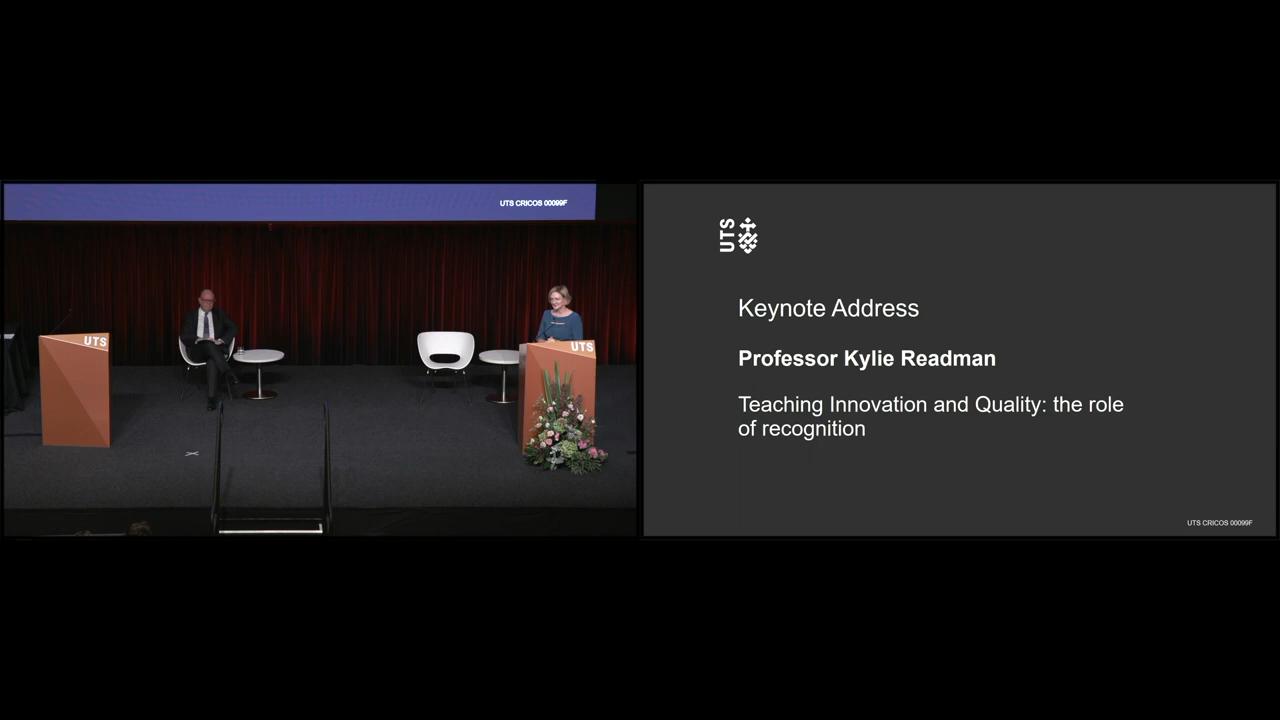 UTS CRICOS 00099F
UTS
UTS
UTS
Keynote Address
Professor Kylie Readman
Teaching Innovation and Quality: the role
of recognition
UTS CRICOS 00099F